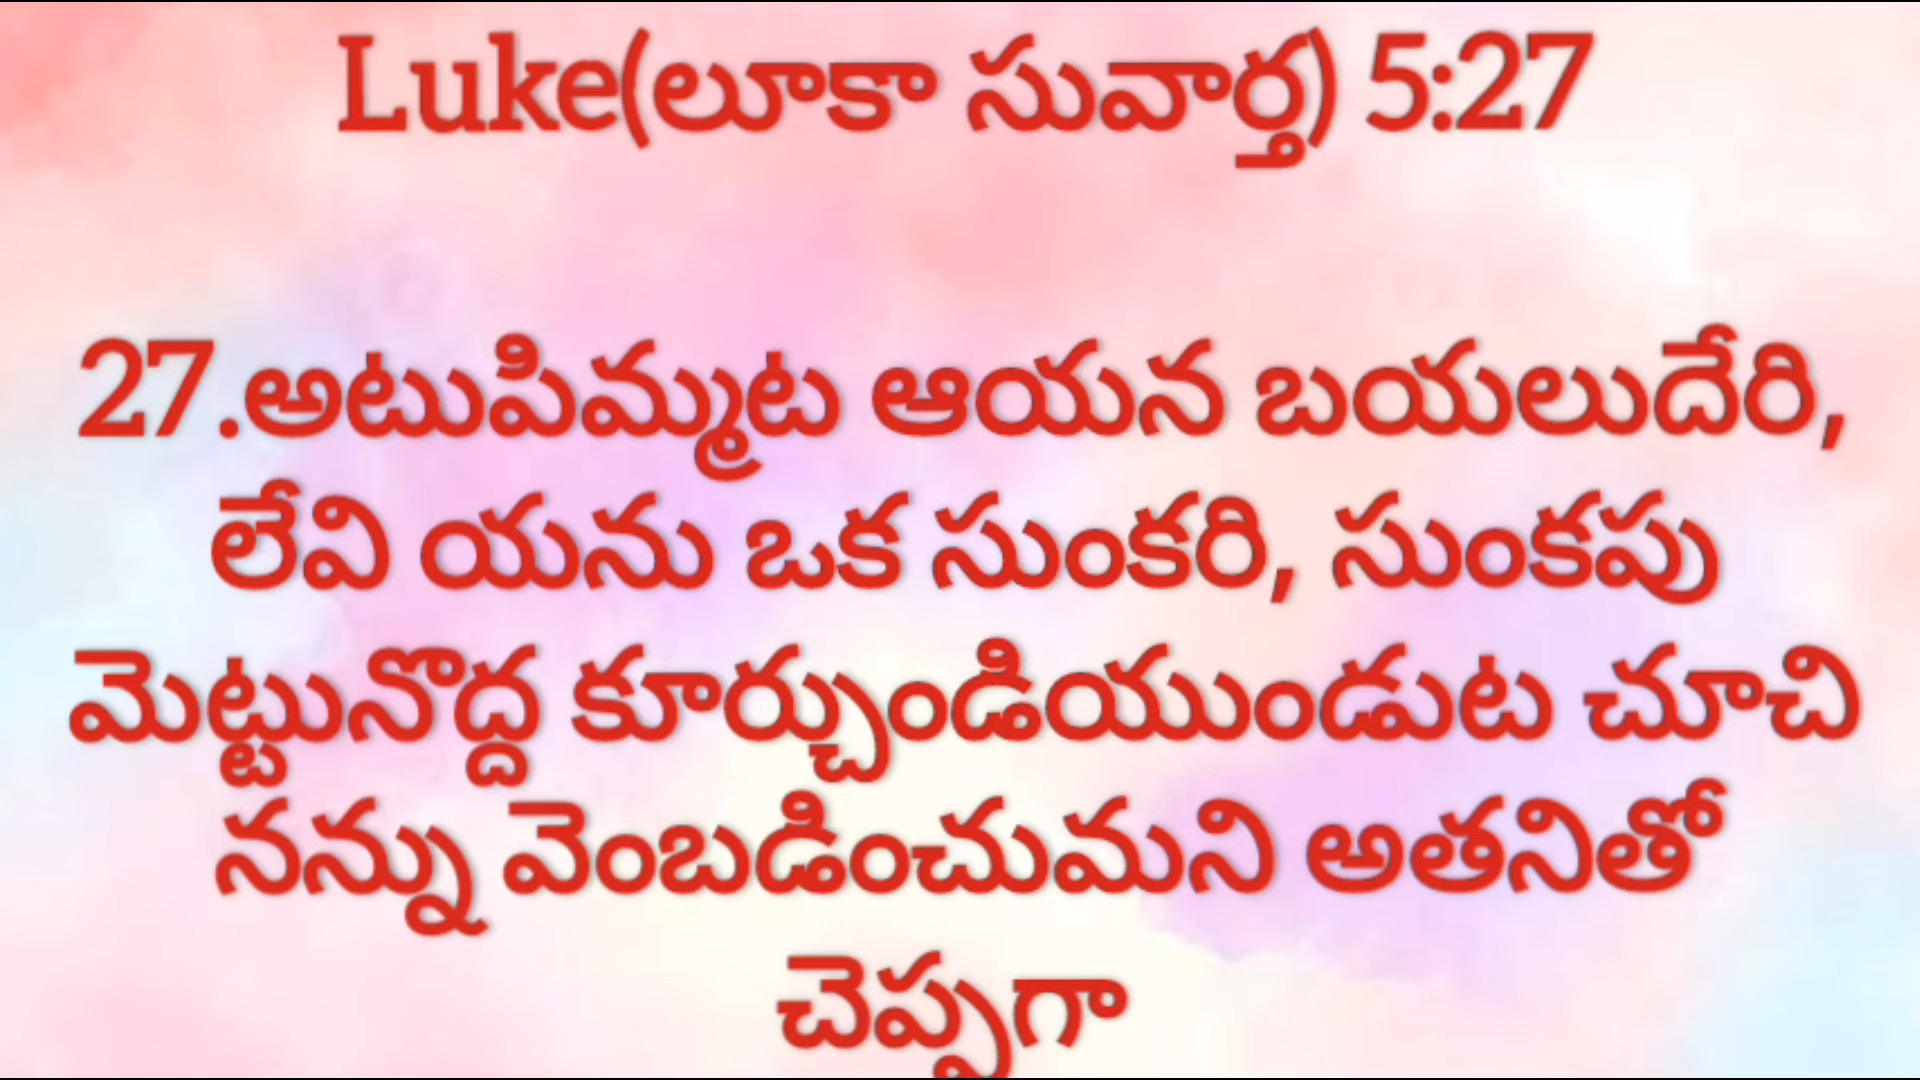 Luke(లూకా సువార్త) 5:27
27.అటుపిమ్మట ఆయన బయలుదేరి,
లేవి యను ఒక సుంకరి, సుంకపు
మెట్టునొద్ద కూర్చుండియుండుట చూచి
నన్ను వెంబడించుమని అతనితో
చెప్పగా